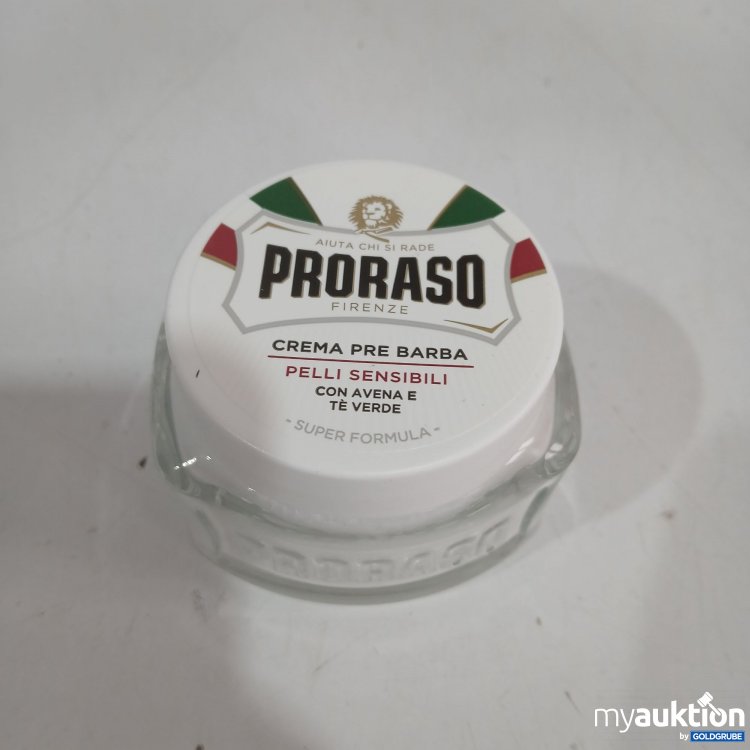 AIUTA CHI SI RADE
PRORASO
FIRENZE
CREMA PRE BARBA
PELLI SENSIBILI
CON AVENA E
TÈ VERDE
- SUPER FORMULA -
PRORASO
myauktion
by GOLDGRUBE